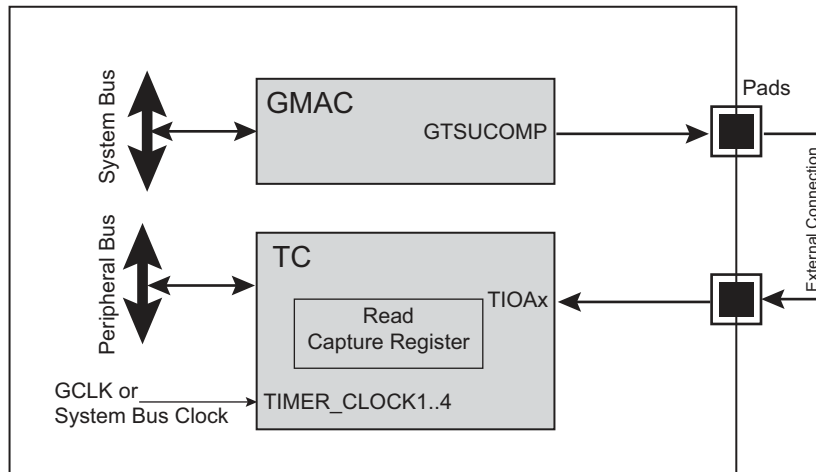 System Bus
GMAC
GTSUCOMP
Pads
External Connection
Peripheral Bus
TC
TIOAx
Read
Capture Register
GCLK or
System Bus Clock
TIMER_CLOCK1..4